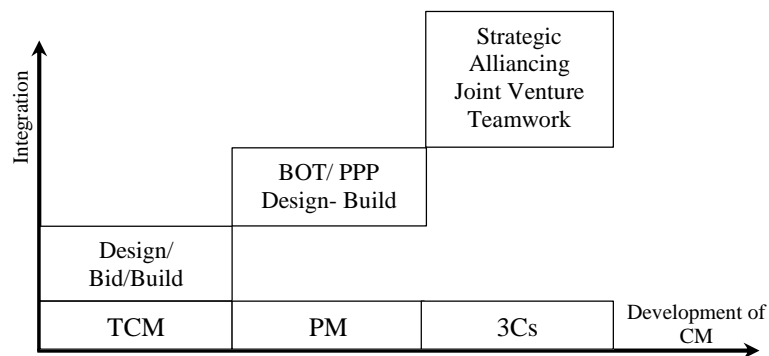 Strategic
Alliancing
Joint Venture
Teamwork
Integration
BOT/ PPP
Design- Build
Design/
Bid/Build
TCM
PM
3Cs
Development of
CM